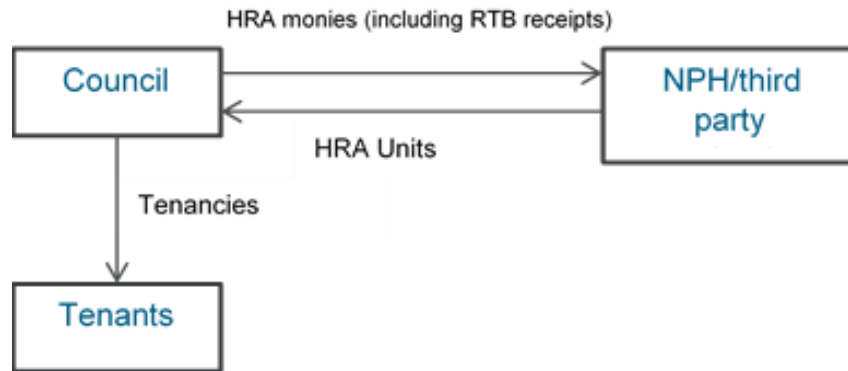 HRA monies (including RTB receipts)
Council
NPH/third
party
HRA Units
Tenancies
Tenants